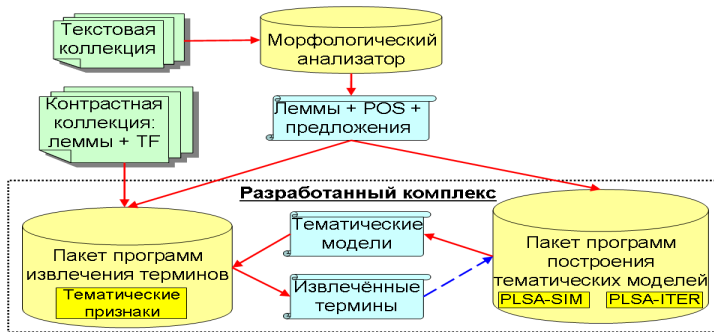 Текстовая
коллекция
Морфологический
анализатор
Контрастная
коллекция:
леммы + TF
Леммы + POS +
предложения
Разработанный комплекс
Пакет программ
извлечения терминов
Тематические
признаки
Тематические
модели
Извлечённые
термины
Пакет программ
построения
тематических моделей
PLSA-SIM
PLSA-ITER